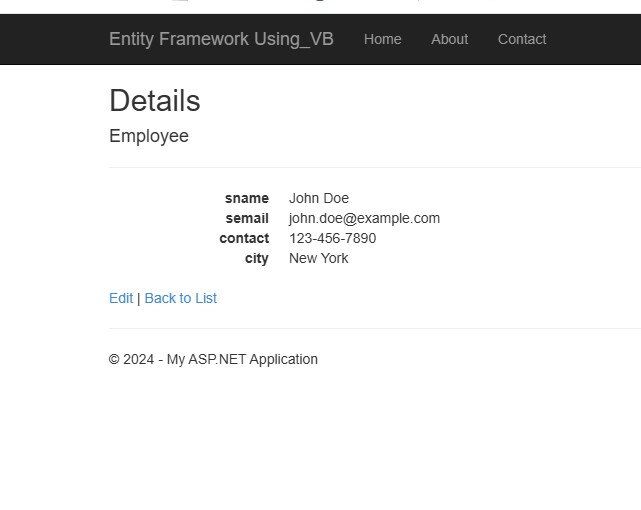 Entity Framework Using_VB Home About Contact
Details
Employee
sname John Doe
semail john.doe@example.com
contact 123-456-7890
city New York
Edit | Back to List
© 2024 - My ASP.NET Application